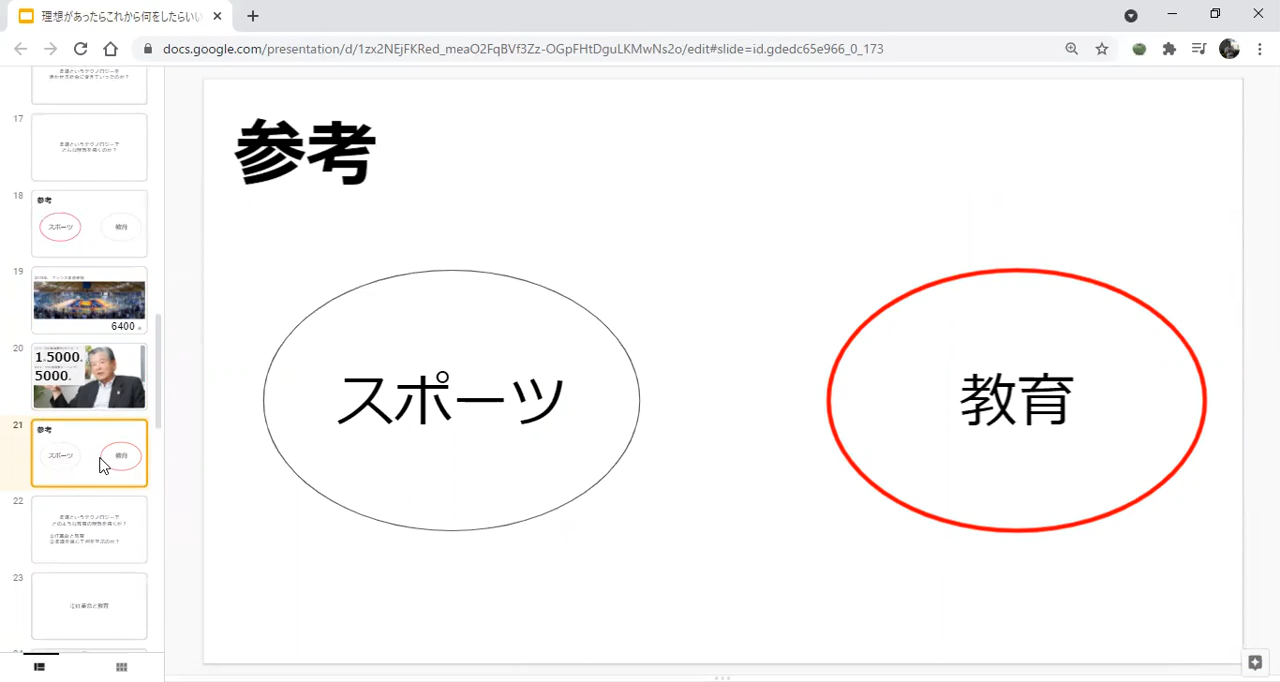 理想があったらこれから何をしたらいい
docs.google.com/presentation/d/1zx2NEjFKRed_meaO2FqBVf3Zz-OGpFHtDguLKMwNs2o/edit#slide=id.gdedc65e966_0_173
17
18
参考
スポーツ
教育
19
6400
20
1.5000
5000.
21
参考
スポーツ
教育
22
23
参考
スポーツ
教育